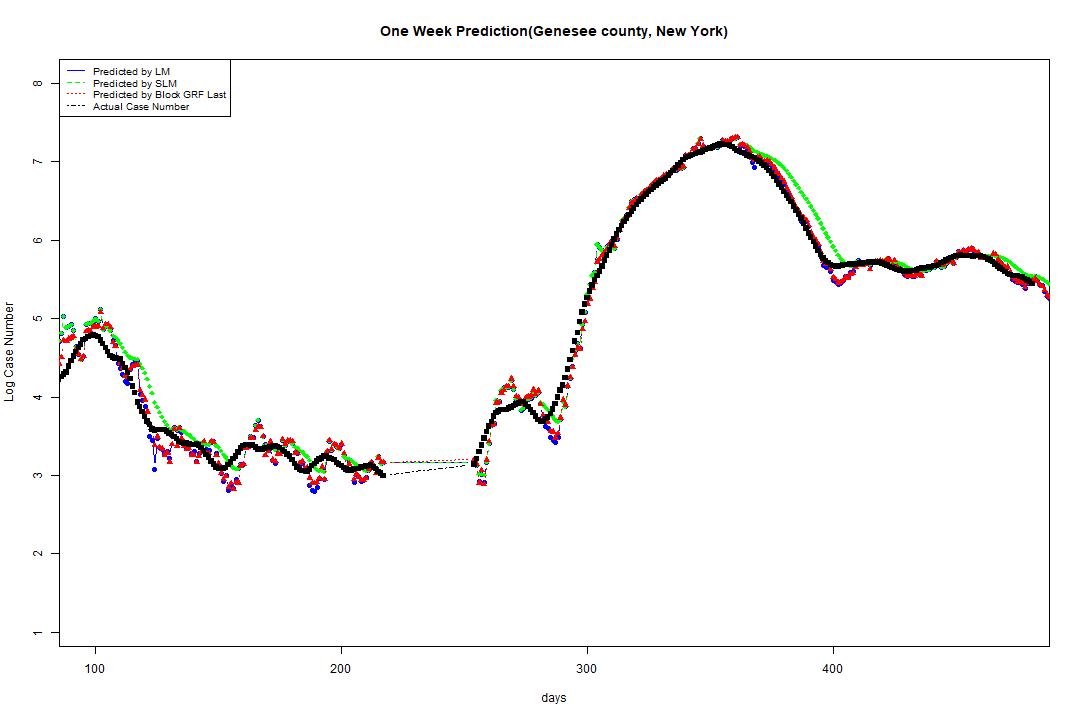 One Week Prediction(Genesee county, New York)
Predicted by LM
Predicted by SLM
Predicted by Block GRF Last
Actual Case Number
Log Case Number
8
7
6
5
4
3
2
1
100 200 300 400
days